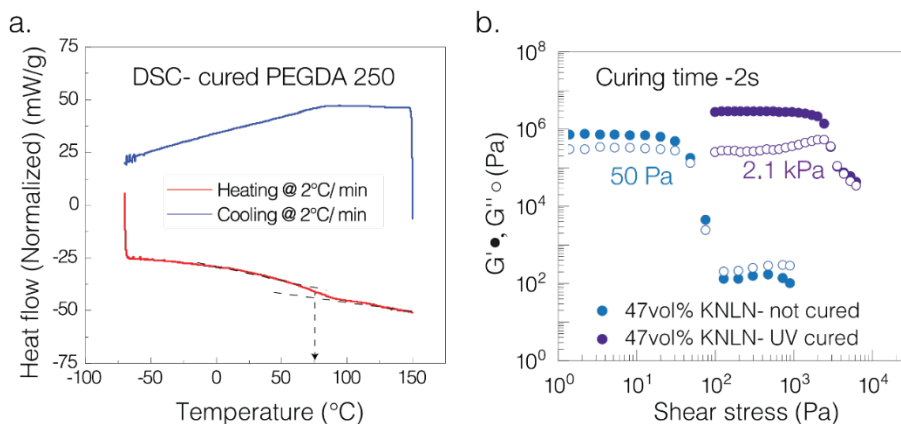 a.
DSC- cured PEGDA 250
Heat flow (Normalized) (mW/g)
75
50
25
0
-25
-50
-75
Heating @ 2°C/ min
Cooling @ 2°C/ min
-100
-50
0
50
100
150
Temperature (°C)
b.
Curing time -2s
G'●, G'' ○ (Pa)
10⁸
10⁶
10⁴
10²
10⁰
50 Pa
2.1 kPa
47vol% KNLN- not cured
47vol% KNLN- UV cured
10⁰
10¹
10²
10³
10⁴
Shear stress (Pa)